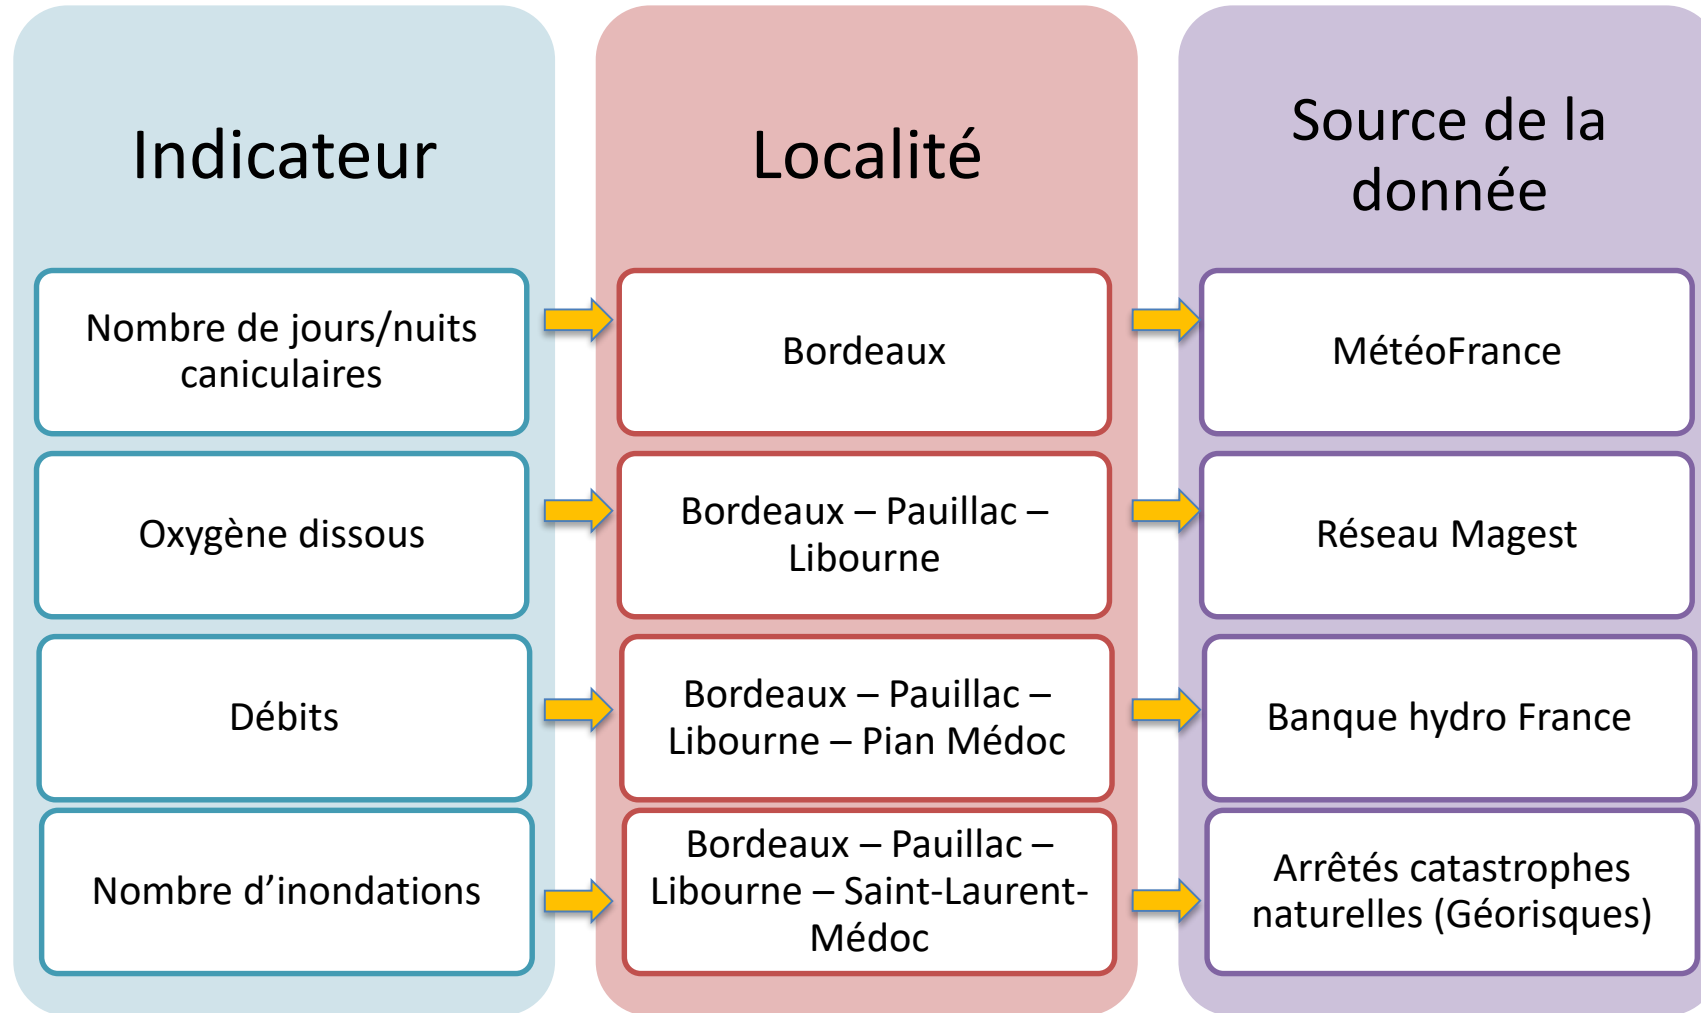 Indicateur
Localité
Source de la
donnée
Nombre de jours/nuits
caniculaires
Bordeaux
MétéoFrance
Oxygène dissous
Bordeaux – Pauillac –
Libourne
Réseau Magest
Débits
Bordeaux – Pauillac –
Libourne – Pian Médoc
Banque hydro France
Nombre d’inondations
Bordeaux – Pauillac –
Libourne – Saint-Laurent-
Médoc
Arrêtés catastrophes
naturelles (Géorisques)